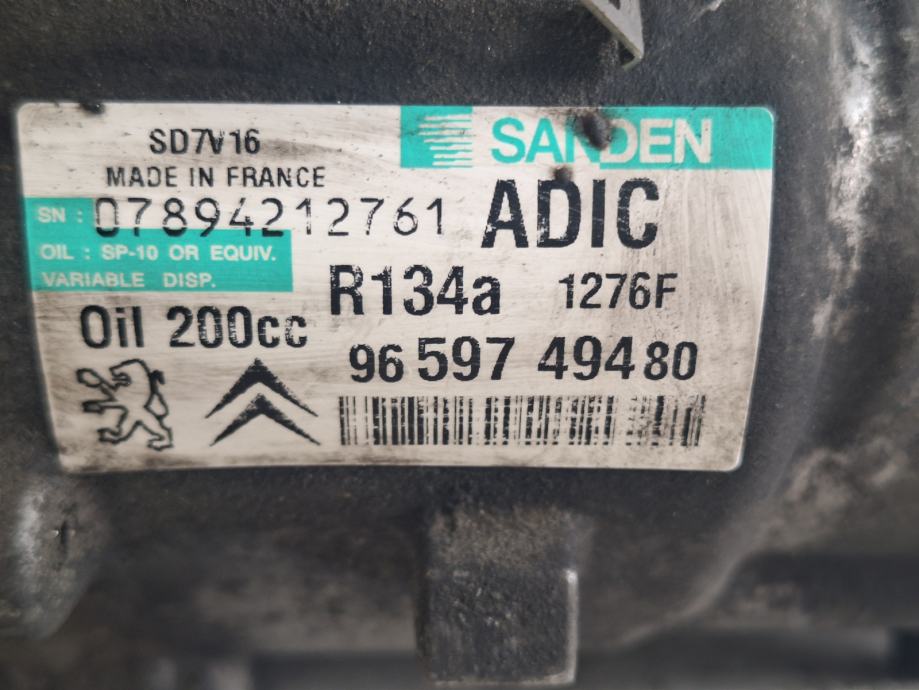 SD7V16
SANDEN
MADE IN FRANCE
SN : 07894212761
ADIC
OIL : SP-10 OR EQUIV.
VARIABLE DISP.
R134a 1276F
Oil 200cc
96 597 494 80